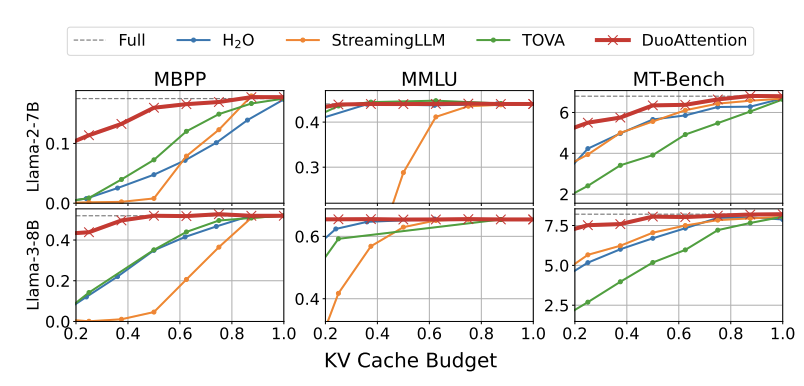 Full H₂O StreamingLLM TOVA DuoAttention
MBPP MMLU MT-Bench
Llama-2-7B
0.1
0.0
0.4
0.3
6
4
2
Llama-3-8B
0.4
0.2
0.0
0.6
0.4
7.5
5.0
2.5
0.2 0.4 0.6 0.8 1.0 0.2 0.4 0.6 0.8 1.0 0.2 0.4 0.6 0.8 1.0
KV Cache Budget